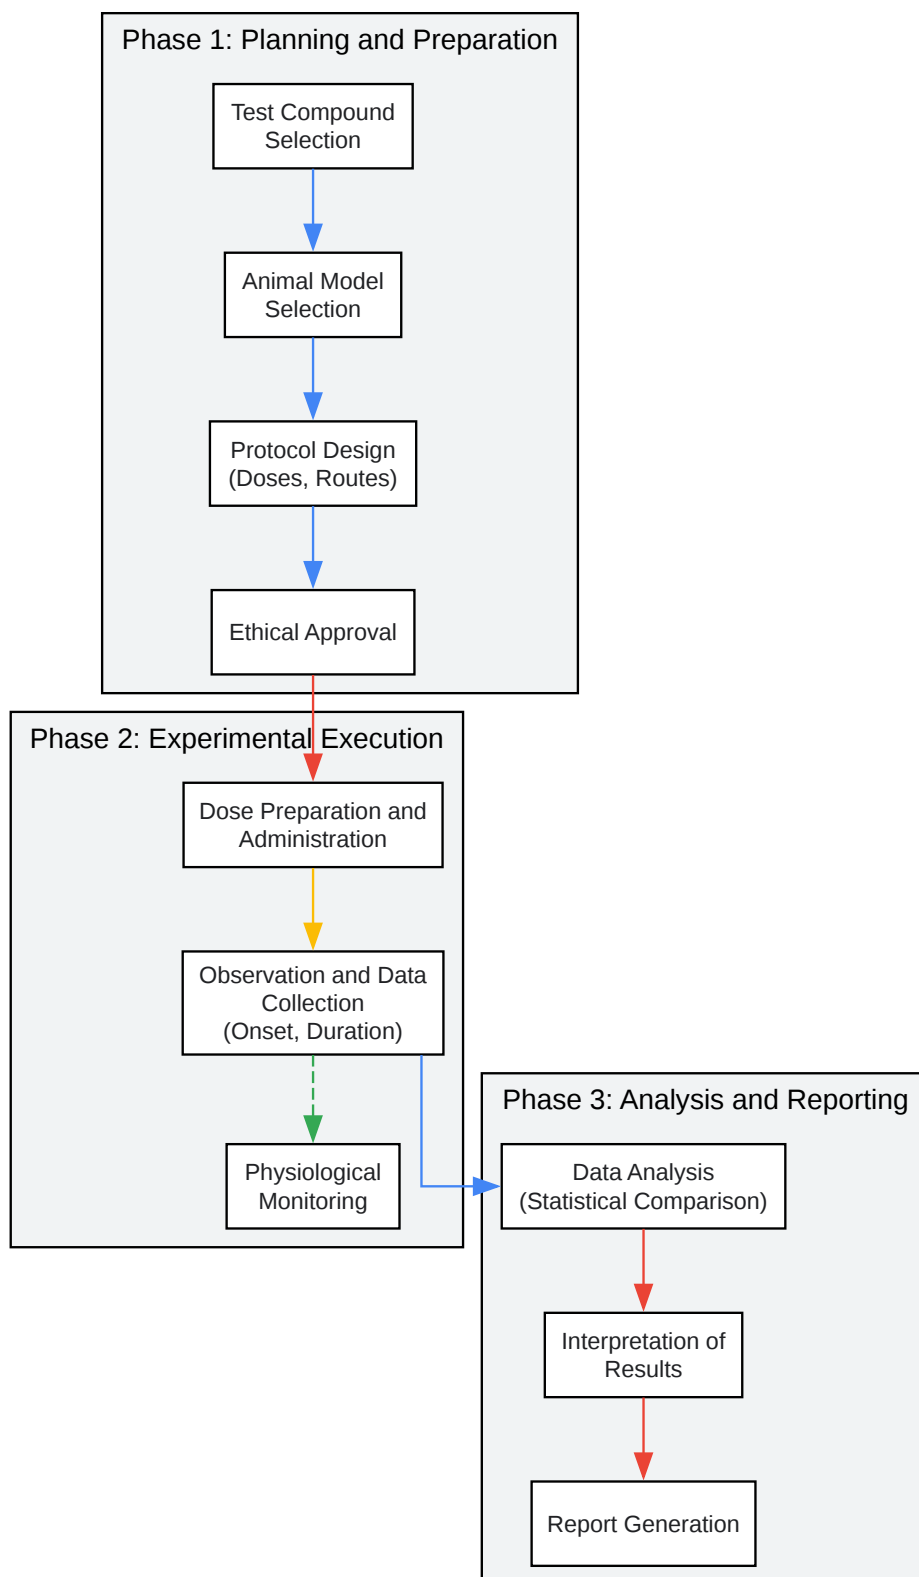 Phase 1: Planning and Preparation
Test Compound
Selection
Animal Model
Selection
Protocol Design
(Doses, Routes)
Ethical Approval
Phase 2: Experimental Execution
Dose Preparation and
Administration
Observation and Data
Collection
(Onset, Duration)
Physiological
Monitoring
Phase 3: Analysis and Reporting
Data Analysis
(Statistical Comparison)
Interpretation of
Results
Report Generation